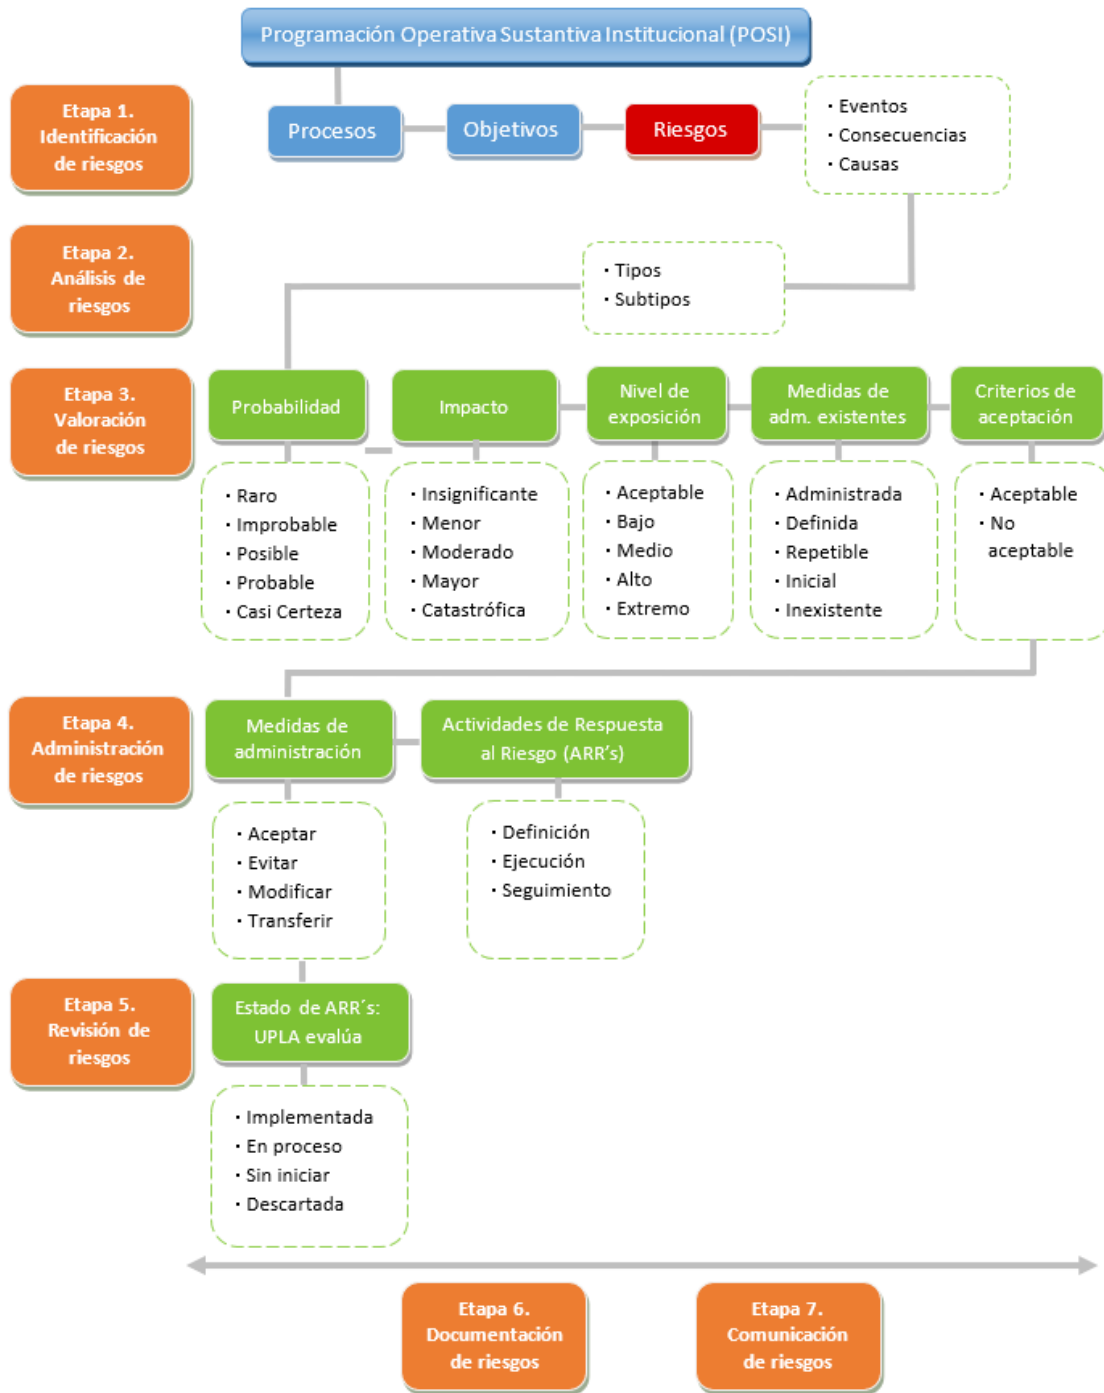 Programación Operativa Sustantiva Institucional (POSI)
Etapa 1.
Identificación
de riesgos
Procesos
Objetivos
Riesgos
· Eventos
· Consecuencias
· Causas
Etapa 2.
Análisis de
riesgos
· Tipos
· Subtipos
Etapa 3.
Valoración
de riesgos
Probabilidad
Impacto
Nivel de
exposición
Medidas de
adm. existentes
Criterios de
aceptación
· Raro
· Improbable
· Posible
· Probable
· Casi Certeza
· Insignificante
· Menor
· Moderado
· Mayor
· Catastrófica
· Aceptable
· Bajo
· Medio
· Alto
· Extremo
· Administrada
· Definida
· Repetible
· Inicial
· Inexistente
· Aceptable
· No
aceptable
Etapa 4.
Administración
de riesgos
Medidas de
administración
Actividades de Respuesta
al Riesgo (ARR´s)
· Aceptar
· Evitar
· Modificar
· Transferir
· Definición
· Ejecución
· Seguimiento
Etapa 5.
Revisión de
riesgos
Estado de ARR´s:
UPLA evalúa
· Implementada
· En proceso
· Sin iniciar
· Descartada
Etapa 6.
Documentación
de riesgos
Etapa 7.
Comunicación
de riesgos